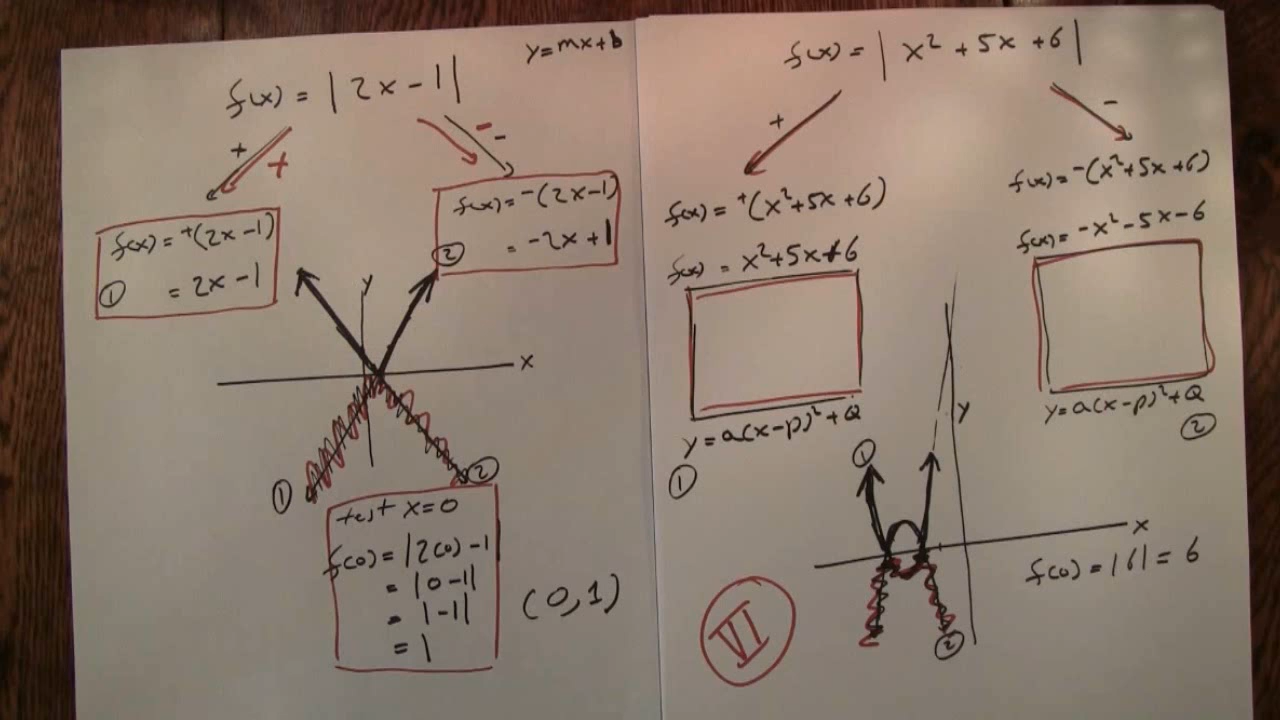 y=mx+b
f(x) = |2x-1|
+ +
- -
f(x) = +(2x-1)
① = 2x-1
f(x) = -(2x-1)
② = -2x+1
y
x
①
②
test x=0
f(0) = |2(0)-1|
= |0-1|
= |-1|
= 1
(0,1)
f(x) = |x²+5x+6|
+
-
f(x) = +(x²+5x+6)
f(x) = x²+5x+6
y=a(x-p)²+Q
①
f(x) = -(x²+5x+6)
f(x) = -x²-5x-6
y=a(x-p)²+Q
②
y
①
x
②
f(0) = |6| = 6
VI